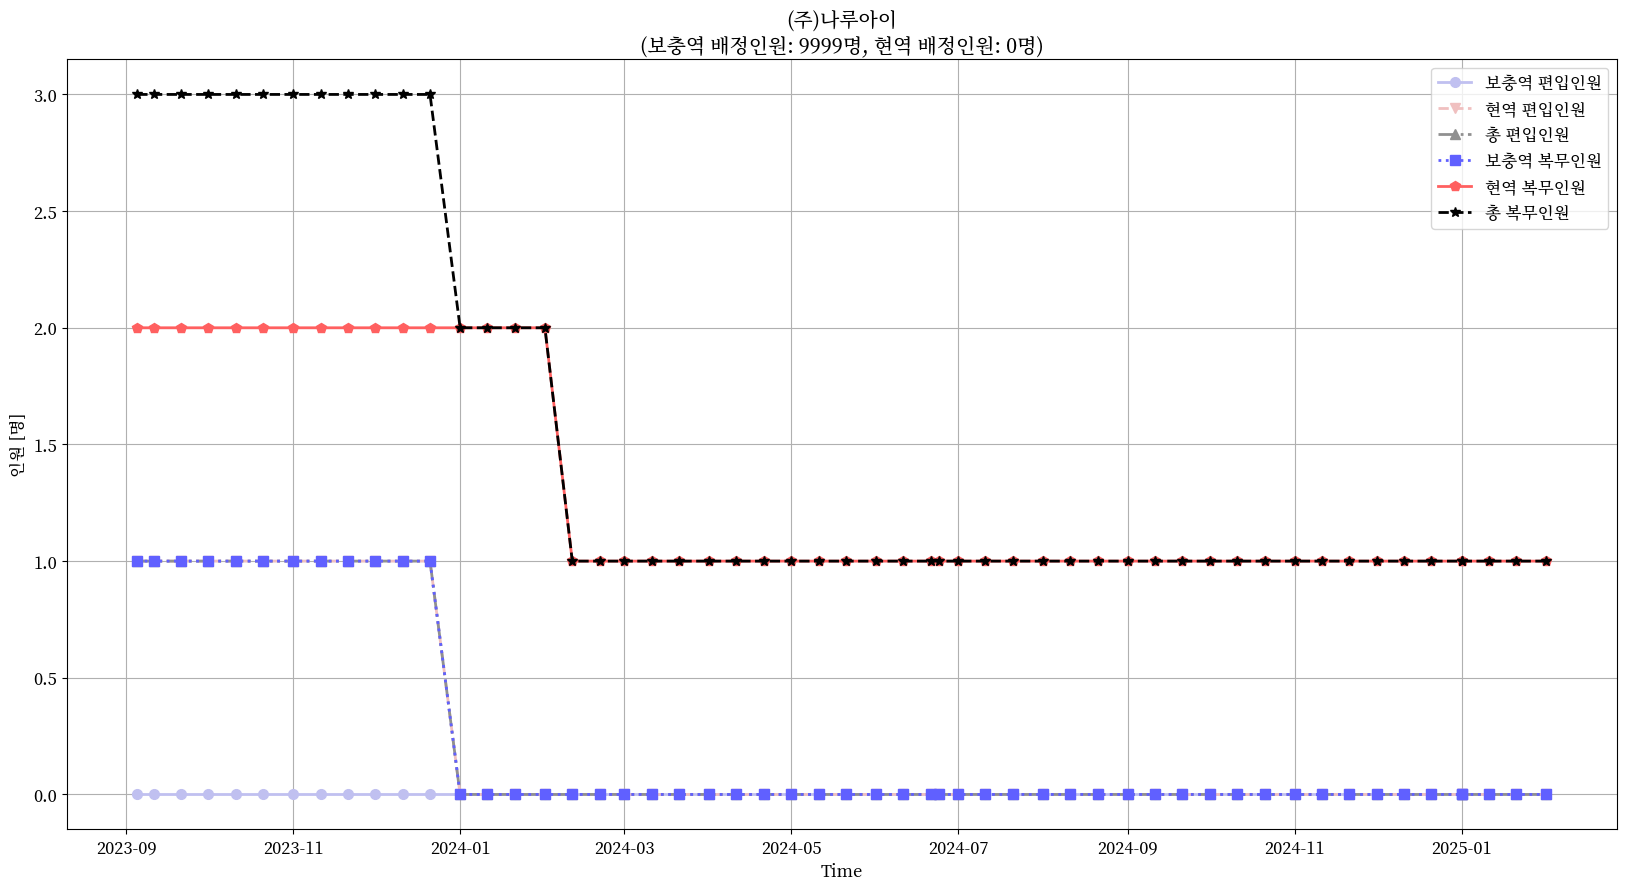 (주)나루아이
(보충역 배정인원: 9999명, 현역 배정인원: 0명)
보충역 편입인원
현역 편입인원
총 편입인원
보충역 복무인원
현역 복무인원
총 복무인원
3.0
2.5
2.0
1.5
1.0
0.5
0.0
인원 [명]
2023-09 2023-11 2024-01 2024-03 2024-05 2024-07 2024-09 2024-11 2025-01
Time